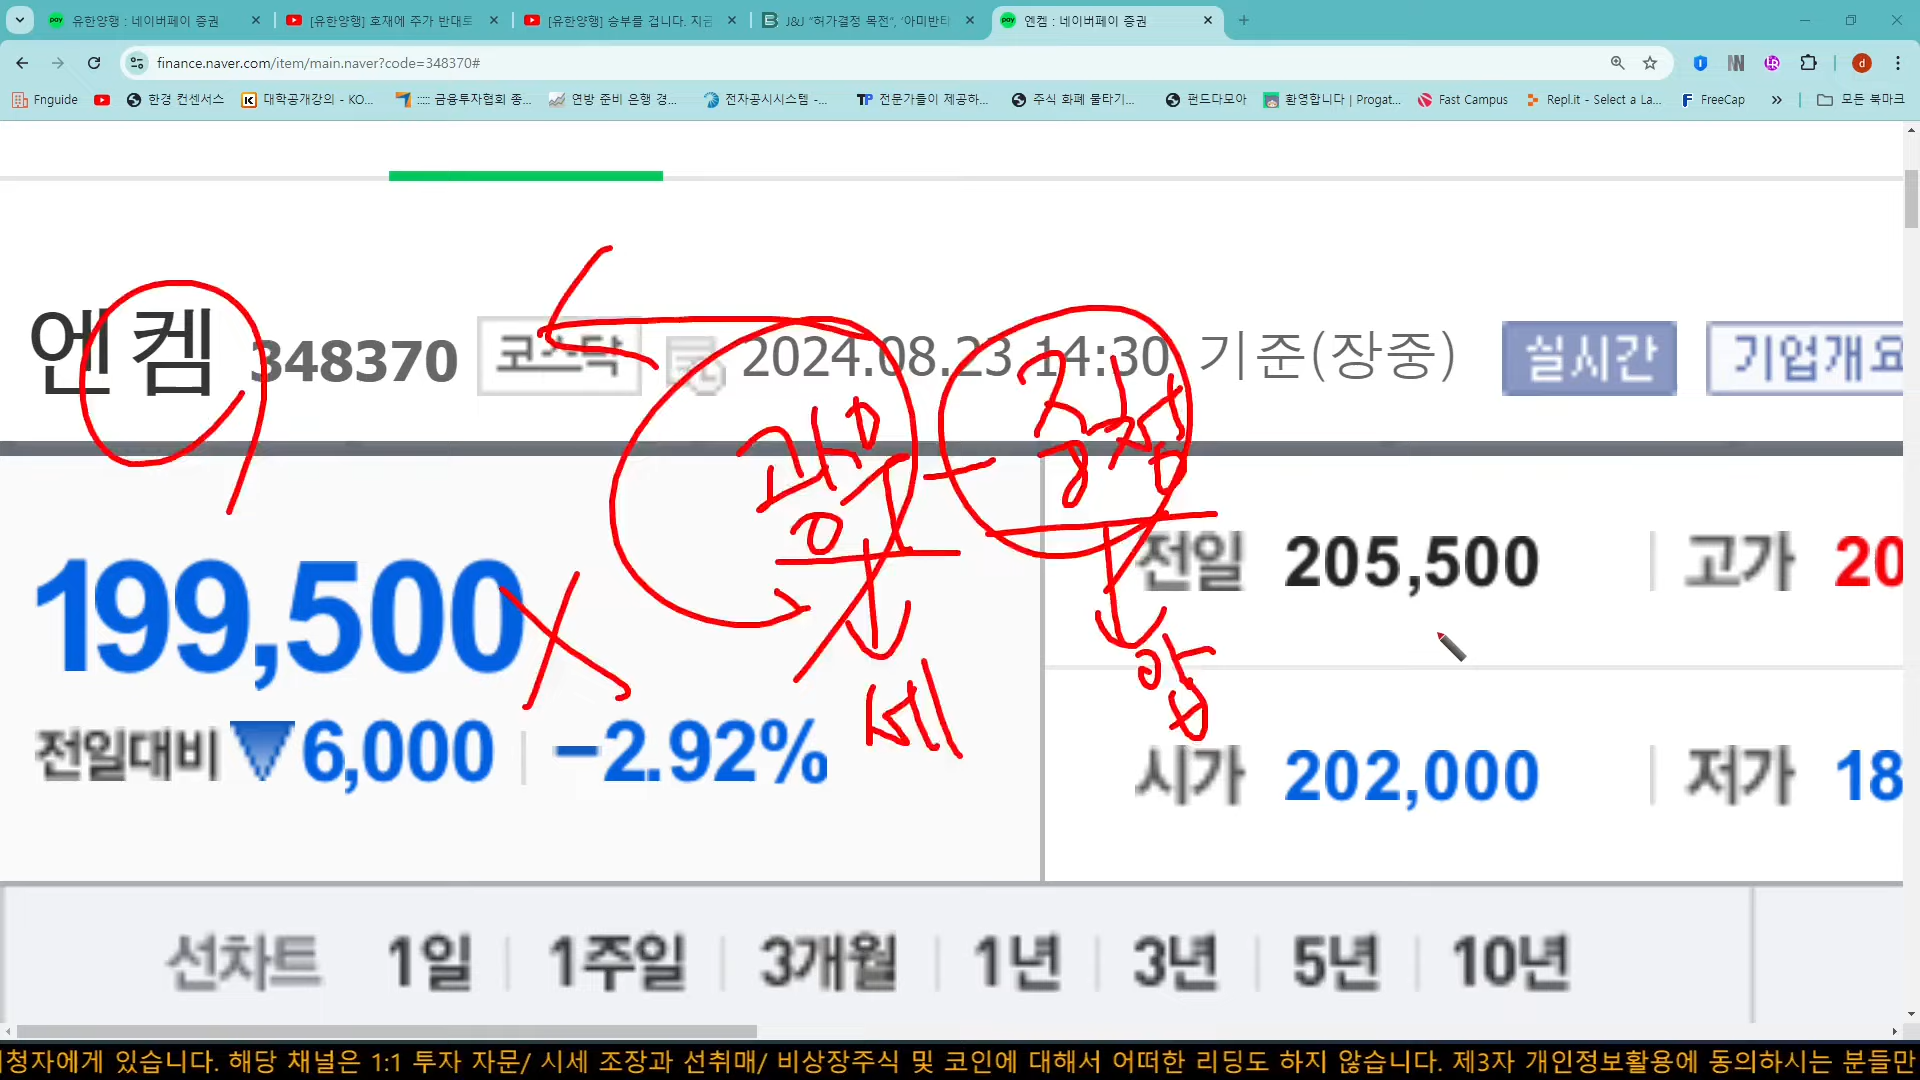 유한양행 : 네이버페이 증권
[유한양행] 호재에 주가 반대로
[유한양행] 승부를 겁니다. 지금
J&J "허가결정 목전", '아미반티
엔켐 : 네이버페이 증권
finance.naver.com/item/main.naver?code=348370#
Fnguide
한경 컨센서스
대학공개강의 - KO...
::::: 금융투자협회 종...
연방 준비 은행 경...
전자공시시스템 -...
전문가들이 제공하...
주식 화폐 물타기...
펀드다모아
환영합니다 | Progat...
Fast Campus
Repl.it - Select a La...
FreeCap
모든 북마크
엔켐 348370 코스닥 2024.08.23 14:30 기준(장중) 실시간 기업개요
199,500
전일대비 ▼6,000 −2.92%
전일 205,500 고가 20
시가 202,000 저가 18
선차트 1일 1주일 3개월 1년 3년 5년 10년
청자에게 있습니다. 해당 채널은 1:1 투자 자문/ 시세 조장과 선취매/ 비상장주식 및 코인에 대해서 어떠한 리딩도 하지 않습니다. 제3자 개인정보활용에 동의하시는 분들만